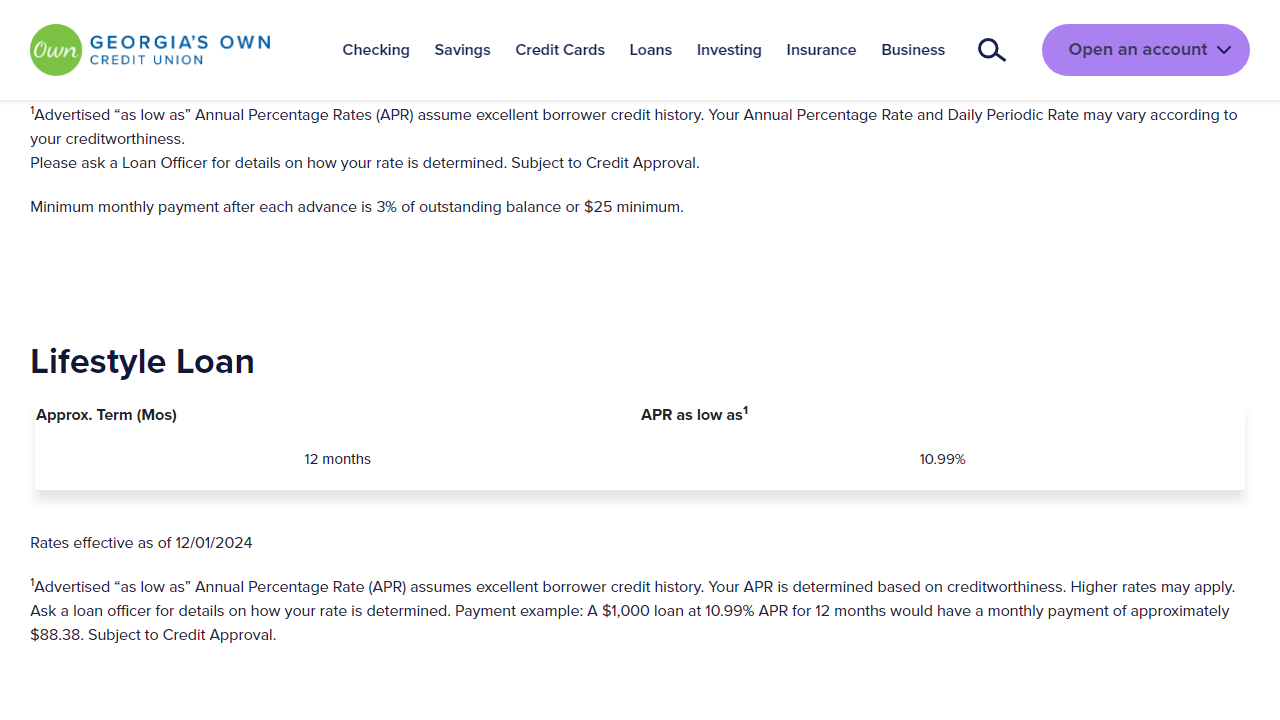 Own GEORGIA'S OWN
CREDIT UNION
Checking Savings Credit Cards Loans Investing Insurance Business Open an account
¹Advertised “as low as” Annual Percentage Rates (APR) assume excellent borrower credit history. Your Annual Percentage Rate and Daily Periodic Rate may vary according to
your creditworthiness.
Please ask a Loan Officer for details on how your rate is determined. Subject to Credit Approval.
Minimum monthly payment after each advance is 3% of outstanding balance or $25 minimum.
Lifestyle Loan
Approx. Term (Mos) APR as low as¹
12 months 10.99%
Rates effective as of 12/01/2024
¹Advertised “as low as” Annual Percentage Rate (APR) assumes excellent borrower credit history. Your APR is determined based on creditworthiness. Higher rates may apply.
Ask a loan officer for details on how your rate is determined. Payment example: A $1,000 loan at 10.99% APR for 12 months would have a monthly payment of approximately
$88.38. Subject to Credit Approval.